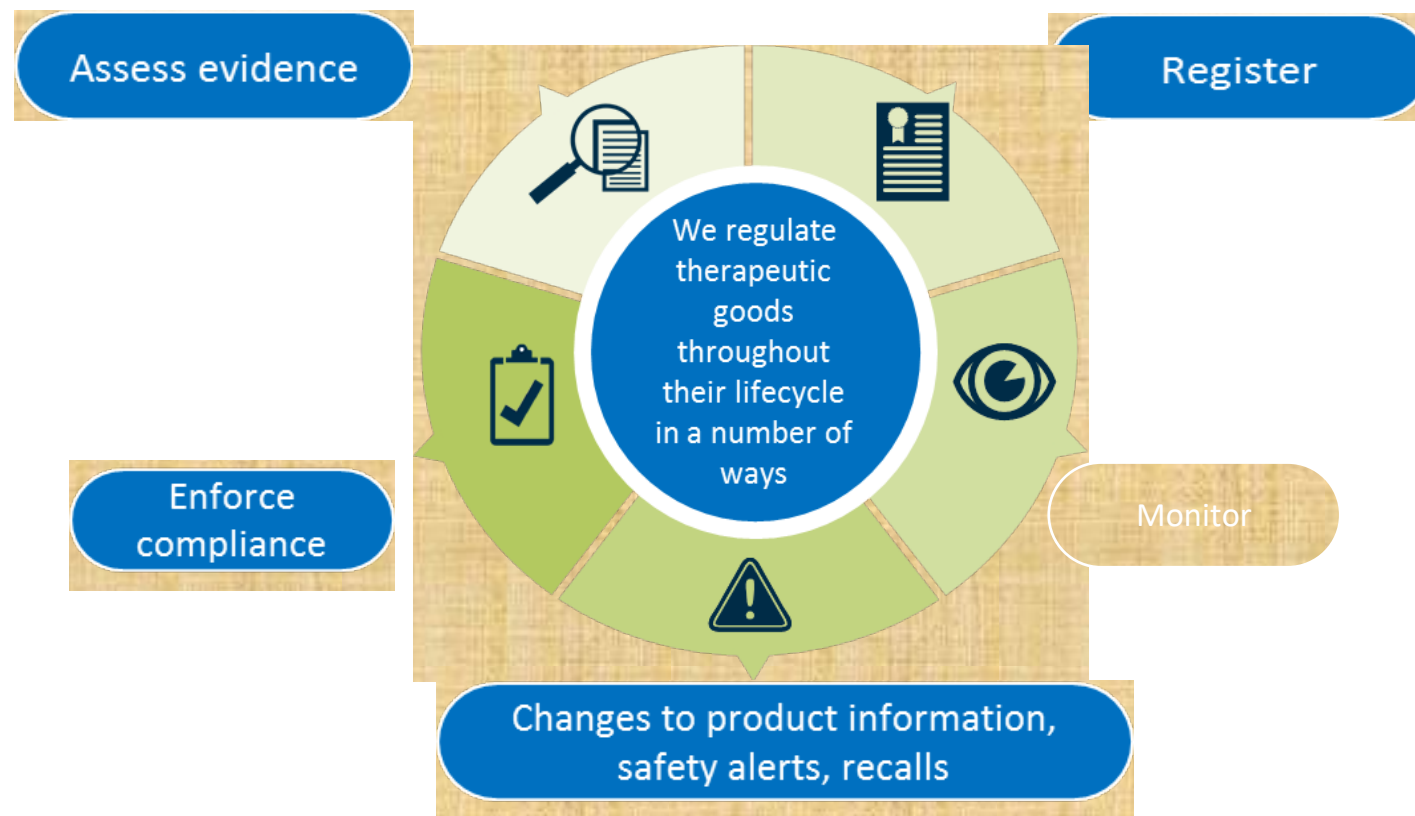 Assess evidence
Register
We regulate
therapeutic
goods
throughout
their lifecycle
in a number of
ways
Enforce
compliance
Monitor
Changes to product information,
safety alerts, recalls